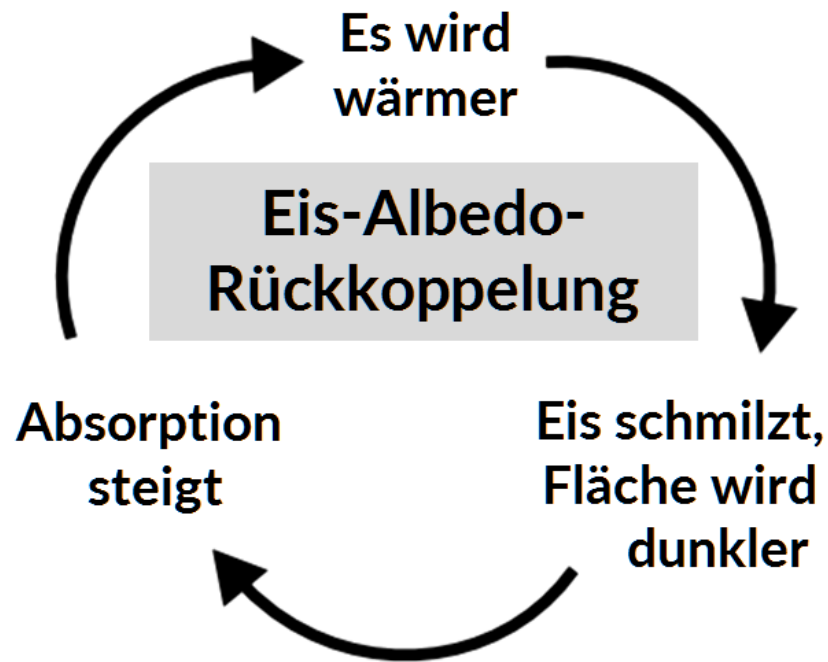 Es wird
wärmer
Eis-Albedo-
Rückkoppelung
Absorption
steigt
Eis schmilzt,
Fläche wird
dunkler